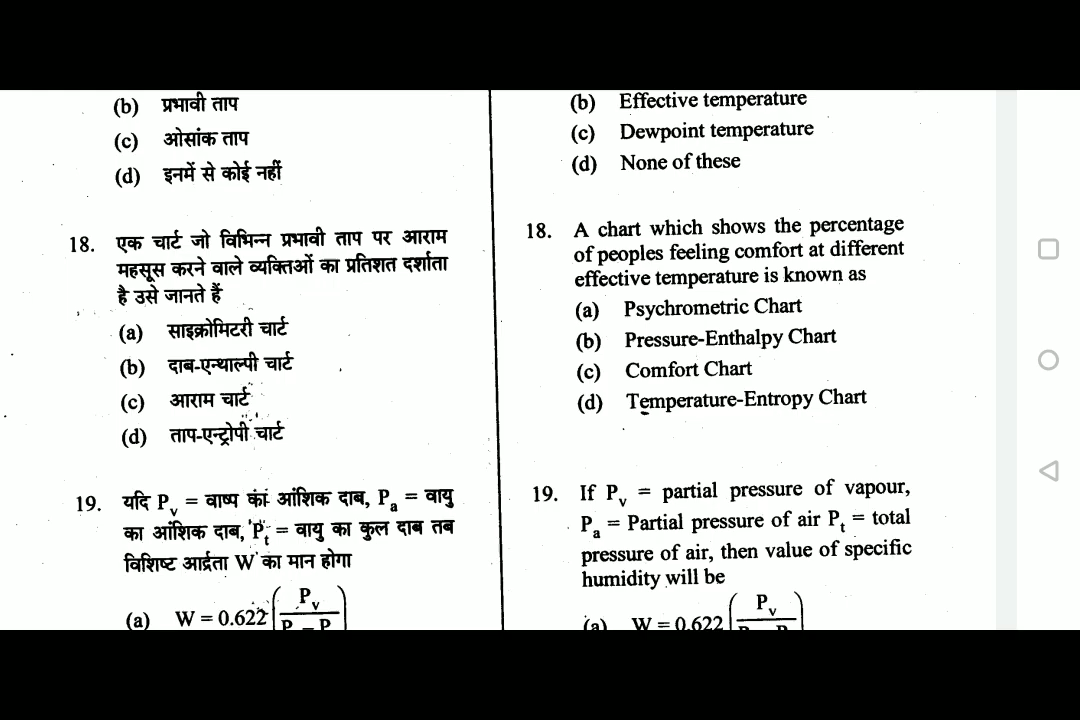 (b) प्रभावी ताप
(c) ओसांक ताप
(d) इनमें से कोई नहीं
18. एक चार्ट जो विभिन्न प्रभावी ताप पर आराम
महसूस करने वाले व्यक्तिओं का प्रतिशत दर्शाता
है उसे जानते हैं
(a) साइक्रोमिटरी चार्ट
(b) दाब-एन्थाल्पी चार्ट
(c) आराम चार्ट
(d) ताप-एन्ट्रोपी चार्ट
19. यदि Pv = वाष्प का आंशिक दाब, Pa = वायु
का आंशिक दाब, Pt = वायु का कुल दाब तब
विशिष्ट आर्द्रता W का मान होगा
(a) W = 0.622 (Pv / P – P)
(b) Effective temperature
(c) Dewpoint temperature
(d) None of these
18. A chart which shows the percentage
of peoples feeling comfort at different
effective temperature is known as
(a) Psychrometric Chart
(b) Pressure-Enthalpy Chart
(c) Comfort Chart
(d) Temperature-Entropy Chart
19. If Pv = partial pressure of vapour,
Pa = Partial pressure of air Pt = total
pressure of air, then value of specific
humidity will be
(a) W = 0.622 (Pv